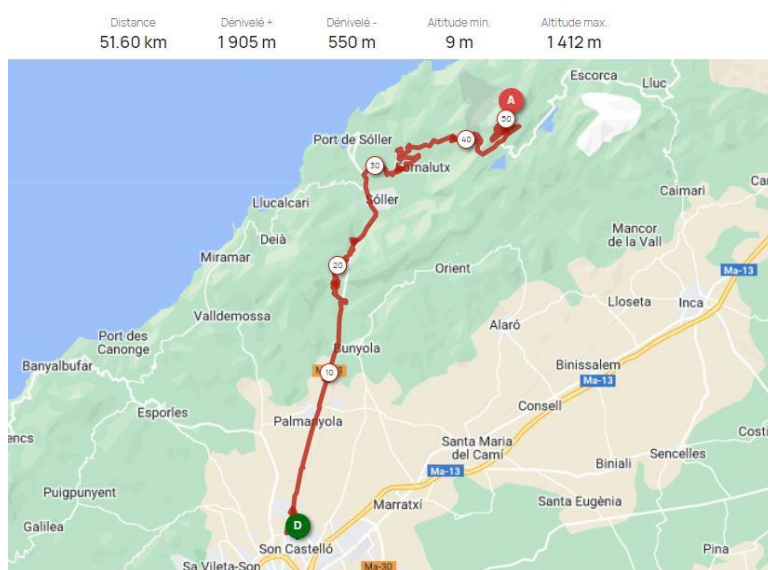 Distance
Dénivelé +
Dénivelé -
Altitude min.
Altitude max.
51.60 km
1 905 m
550 m
9 m
1 412 m
Escorca
Lluc
A
50
Port de Sóller
40
30
Fornalutx
Sóller
Caimari
Llucalcari
Mancor
de la Vall
Deià
Miramar
20
Orient
Ma-13
Lloseta
Inca
Valldemossa
Alaró
Port des
Canonge
Bunyola
Banyalbufar
10
Binissalem
Ma-13
Esporles
Consell
Palmanyola
Santa Maria
del Camí
Ma-13
Sencelles
Biniali
Puigpunyent
Marratxí
Santa Eugènia
Galilea
D
Son Castelló
Pina
Sa Vileta-Son
Ma-30